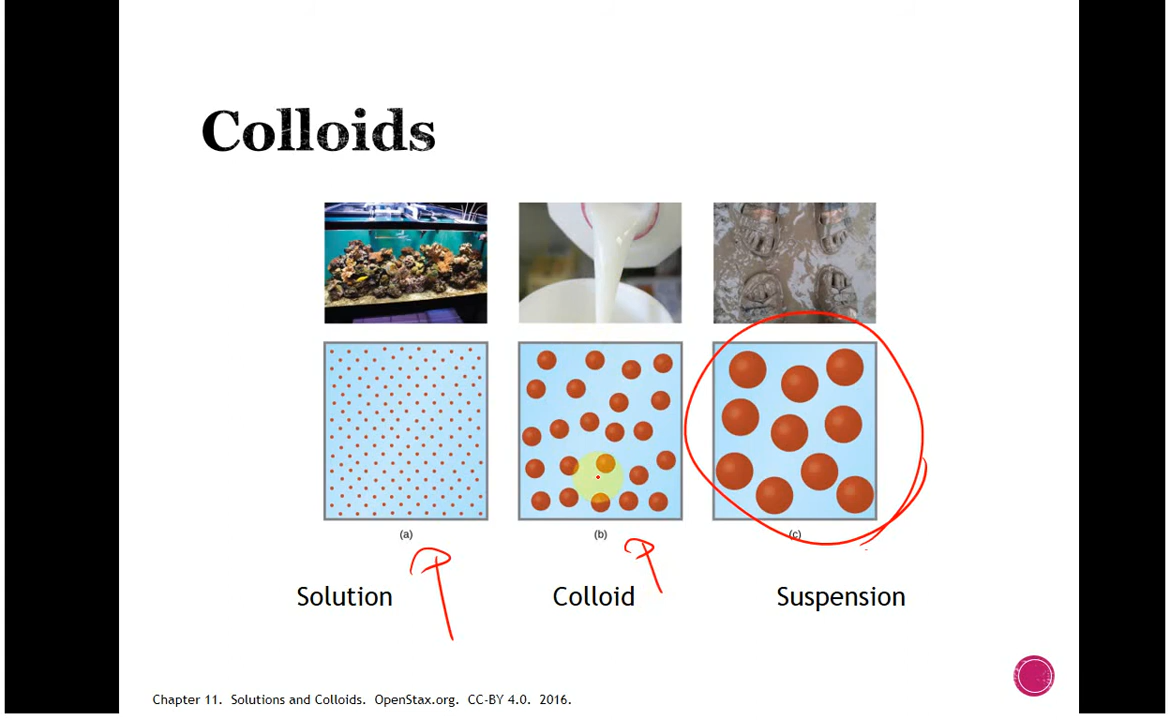 Colloids
(a)
(b)
(c)
Solution
Colloid
Suspension
Chapter 11. Solutions and Colloids. OpenStax.org. CC-BY 4.0. 2016.